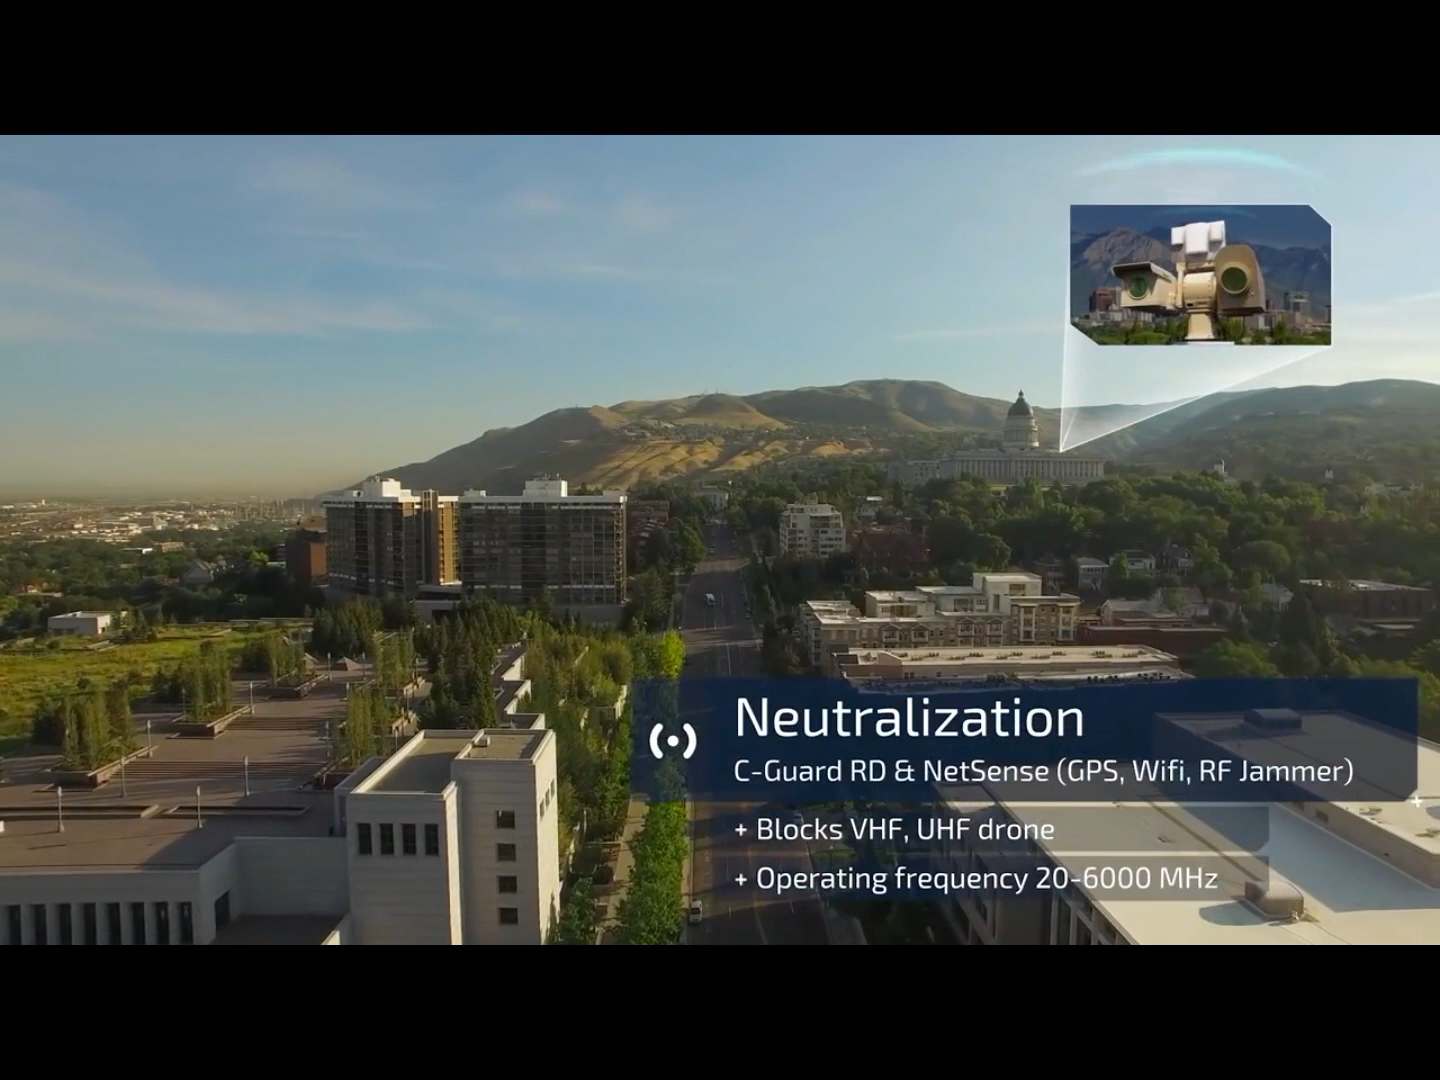 Neutralization
C-Guard RD & NetSense (GPS, Wifi, RF Jammer)
+ Blocks VHF, UHF drone
+ Operating frequency 20-6000 MHz